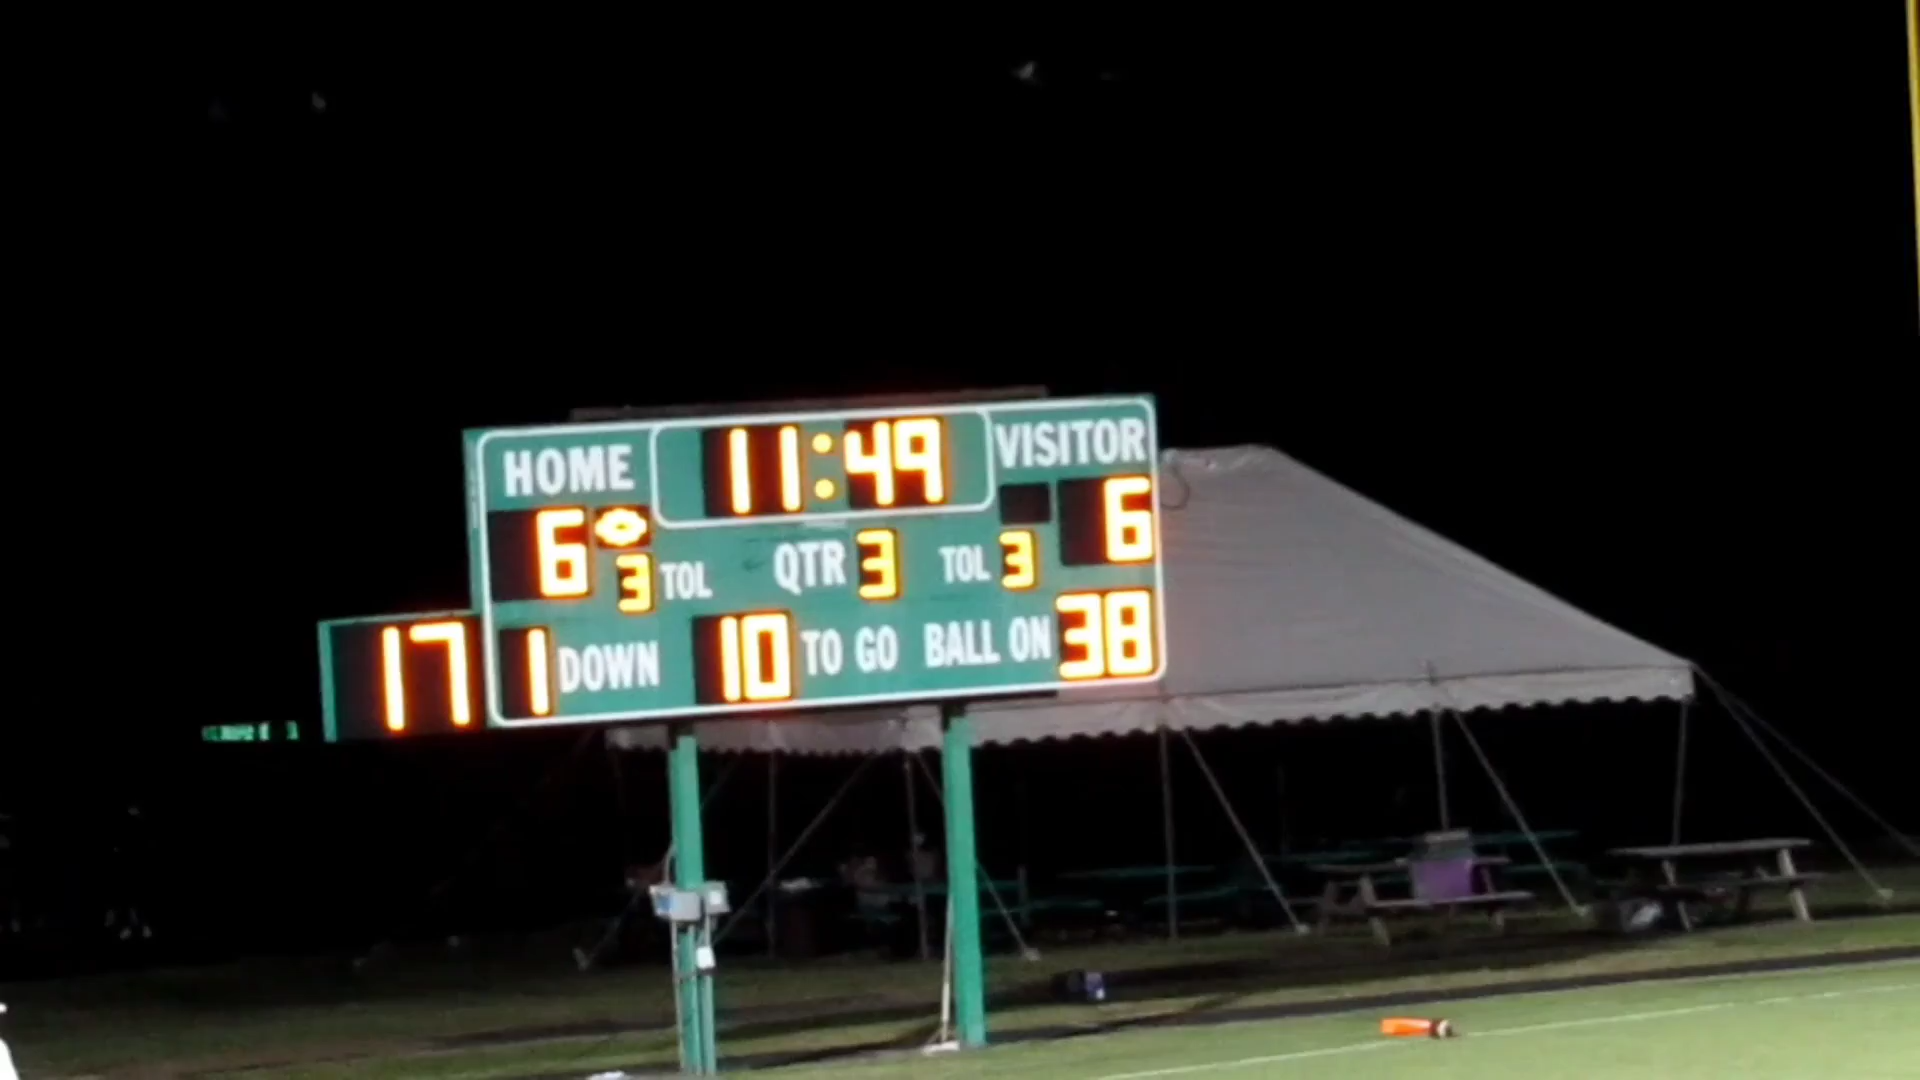 HOME 11:49 VISITOR
6 6
3 TOL QTR 3 TOL 3
17 1 DOWN 10 TO GO BALL ON 38